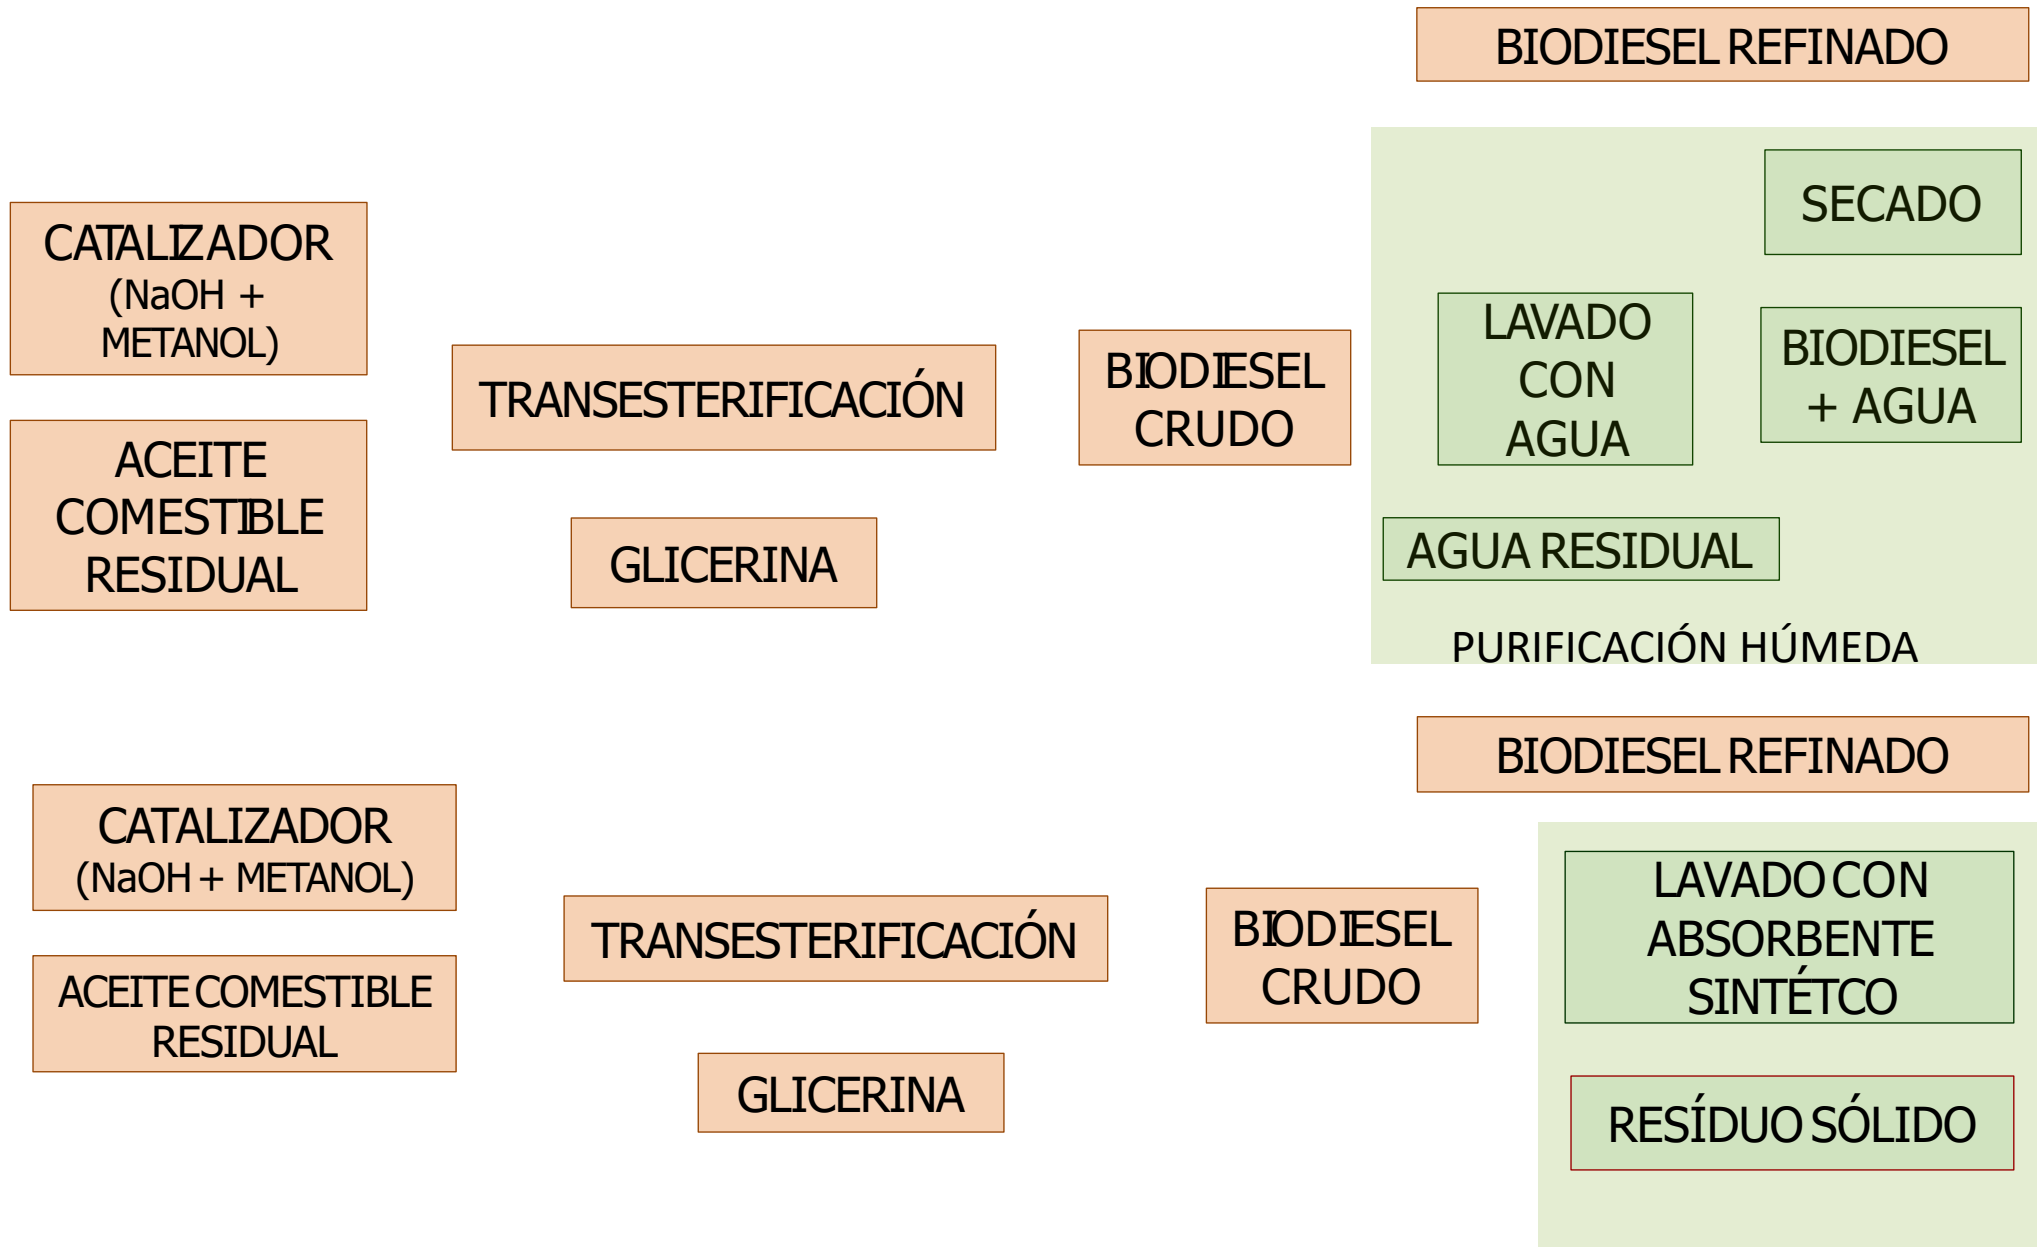 BIODIESEL REFINADO
SECADO
CATALIZADOR
(NaOH +
METANOL)
LAVADO
CON
AGUA
BIODIESEL
+ AGUA
BIODIESEL
CRUDO
TRANSESTERIFICACIÓN
ACEITE
COMESTIBLE
RESIDUAL
GLICERINA
AGUA RESIDUAL
PURIFICACIÓN HÚMEDA
BIODIESEL REFINADO
CATALIZADOR
(NaOH + METANOL)
LAVADO CON
ABSORBENTE
SINTÉTCO
TRANSESTERIFICACIÓN
BIODIESEL
CRUDO
ACEITE COMESTIBLE
RESIDUAL
GLICERINA
RESÍDUO SÓLIDO